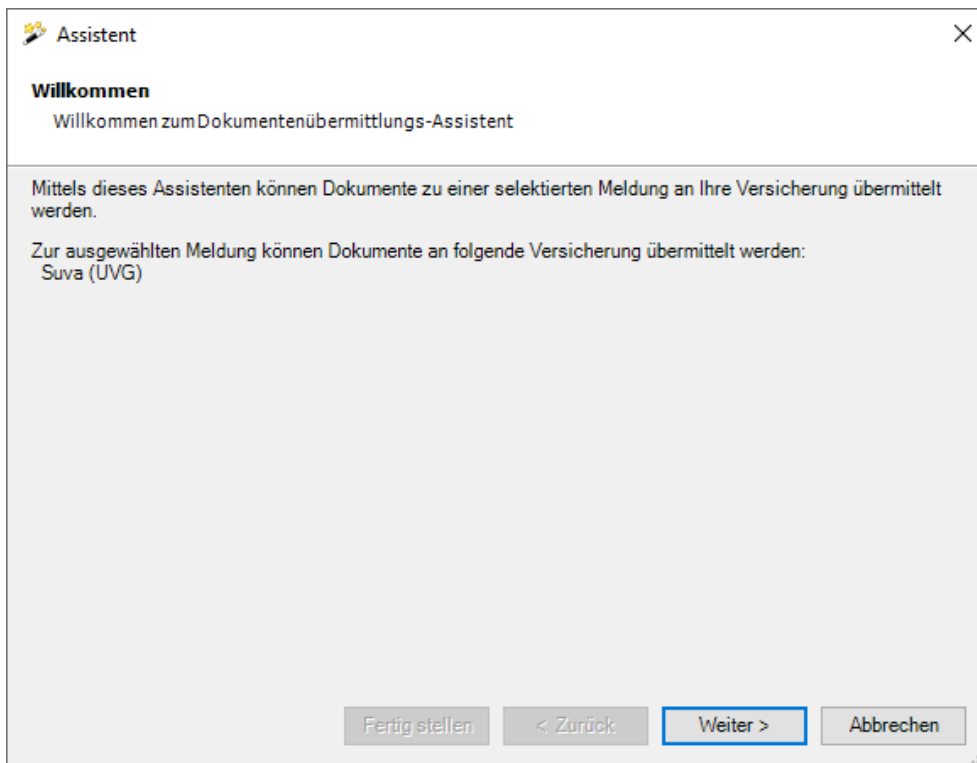 Assistent
Willkommen
Willkommen zum Dokumentenübermittlungs-Assistent
Mittels dieses Assistenten können Dokumente zu einer selektierten Meldung an Ihre Versicherung übermittelt
werden.
Zur ausgewählten Meldung können Dokumente an folgende Versicherung übermittelt werden:
Suva (UVG)
Fertig stellen < Zurück Weiter > Abbrechen